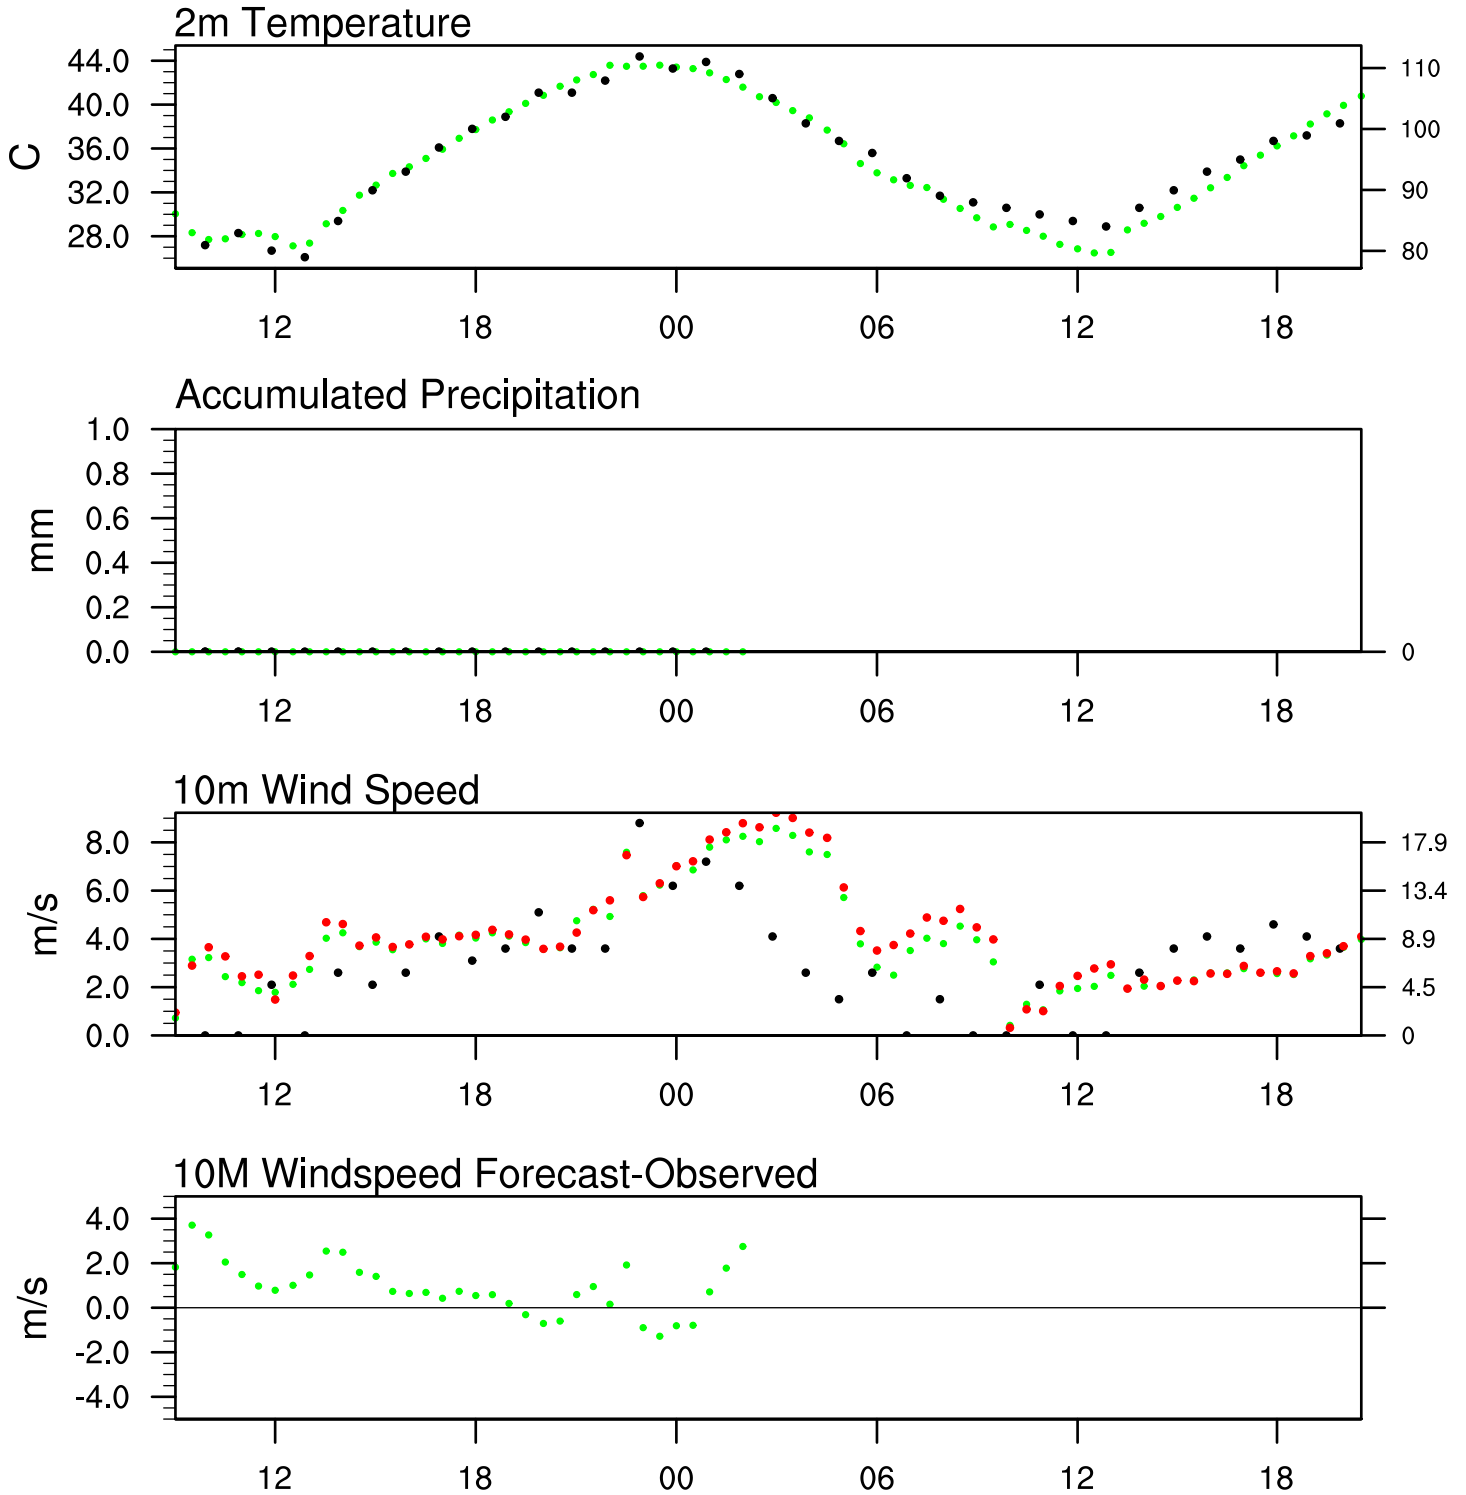 2m Temperature
44.0
40.0
36.0
32.0
28.0
C
110
100
90
80
12 18 00 06 12 18
Accumulated Precipitation
1.0
0.8
0.6
0.4
0.2
0.0
mm
0
12 18 00 06 12 18
10m Wind Speed
8.0
6.0
4.0
2.0
0.0
m/s
17.9
13.4
8.9
4.5
0
12 18 00 06 12 18
10M Windspeed Forecast-Observed
4.0
2.0
0.0
-2.0
-4.0
m/s
12 18 00 06 12 18